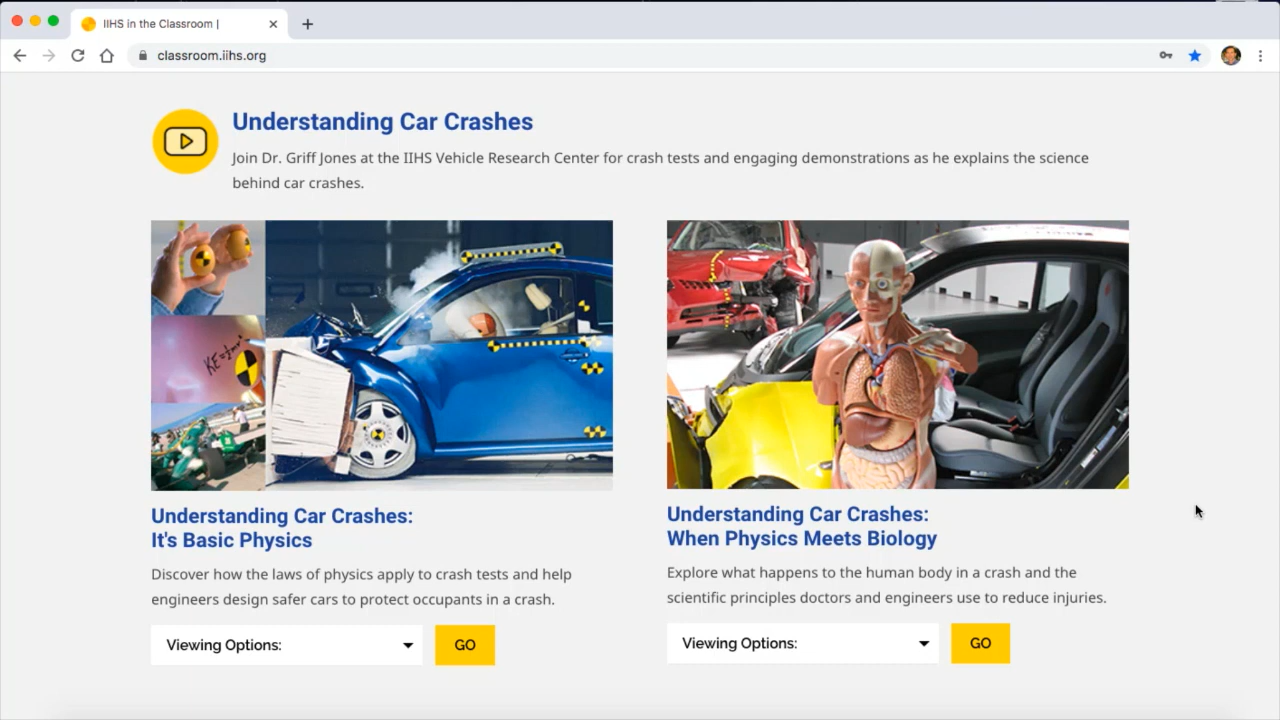 IIHS in the Classroom |
classroom.iihs.org
Understanding Car Crashes
Join Dr. Griff Jones at the IIHS Vehicle Research Center for crash tests and engaging demonstrations as he explains the science
behind car crashes.
Understanding Car Crashes:
It's Basic Physics
Discover how the laws of physics apply to crash tests and help
engineers design safer cars to protect occupants in a crash.
Viewing Options:
GO
Understanding Car Crashes:
When Physics Meets Biology
Explore what happens to the human body in a crash and the
scientific principles doctors and engineers use to reduce injuries.
Viewing Options:
GO